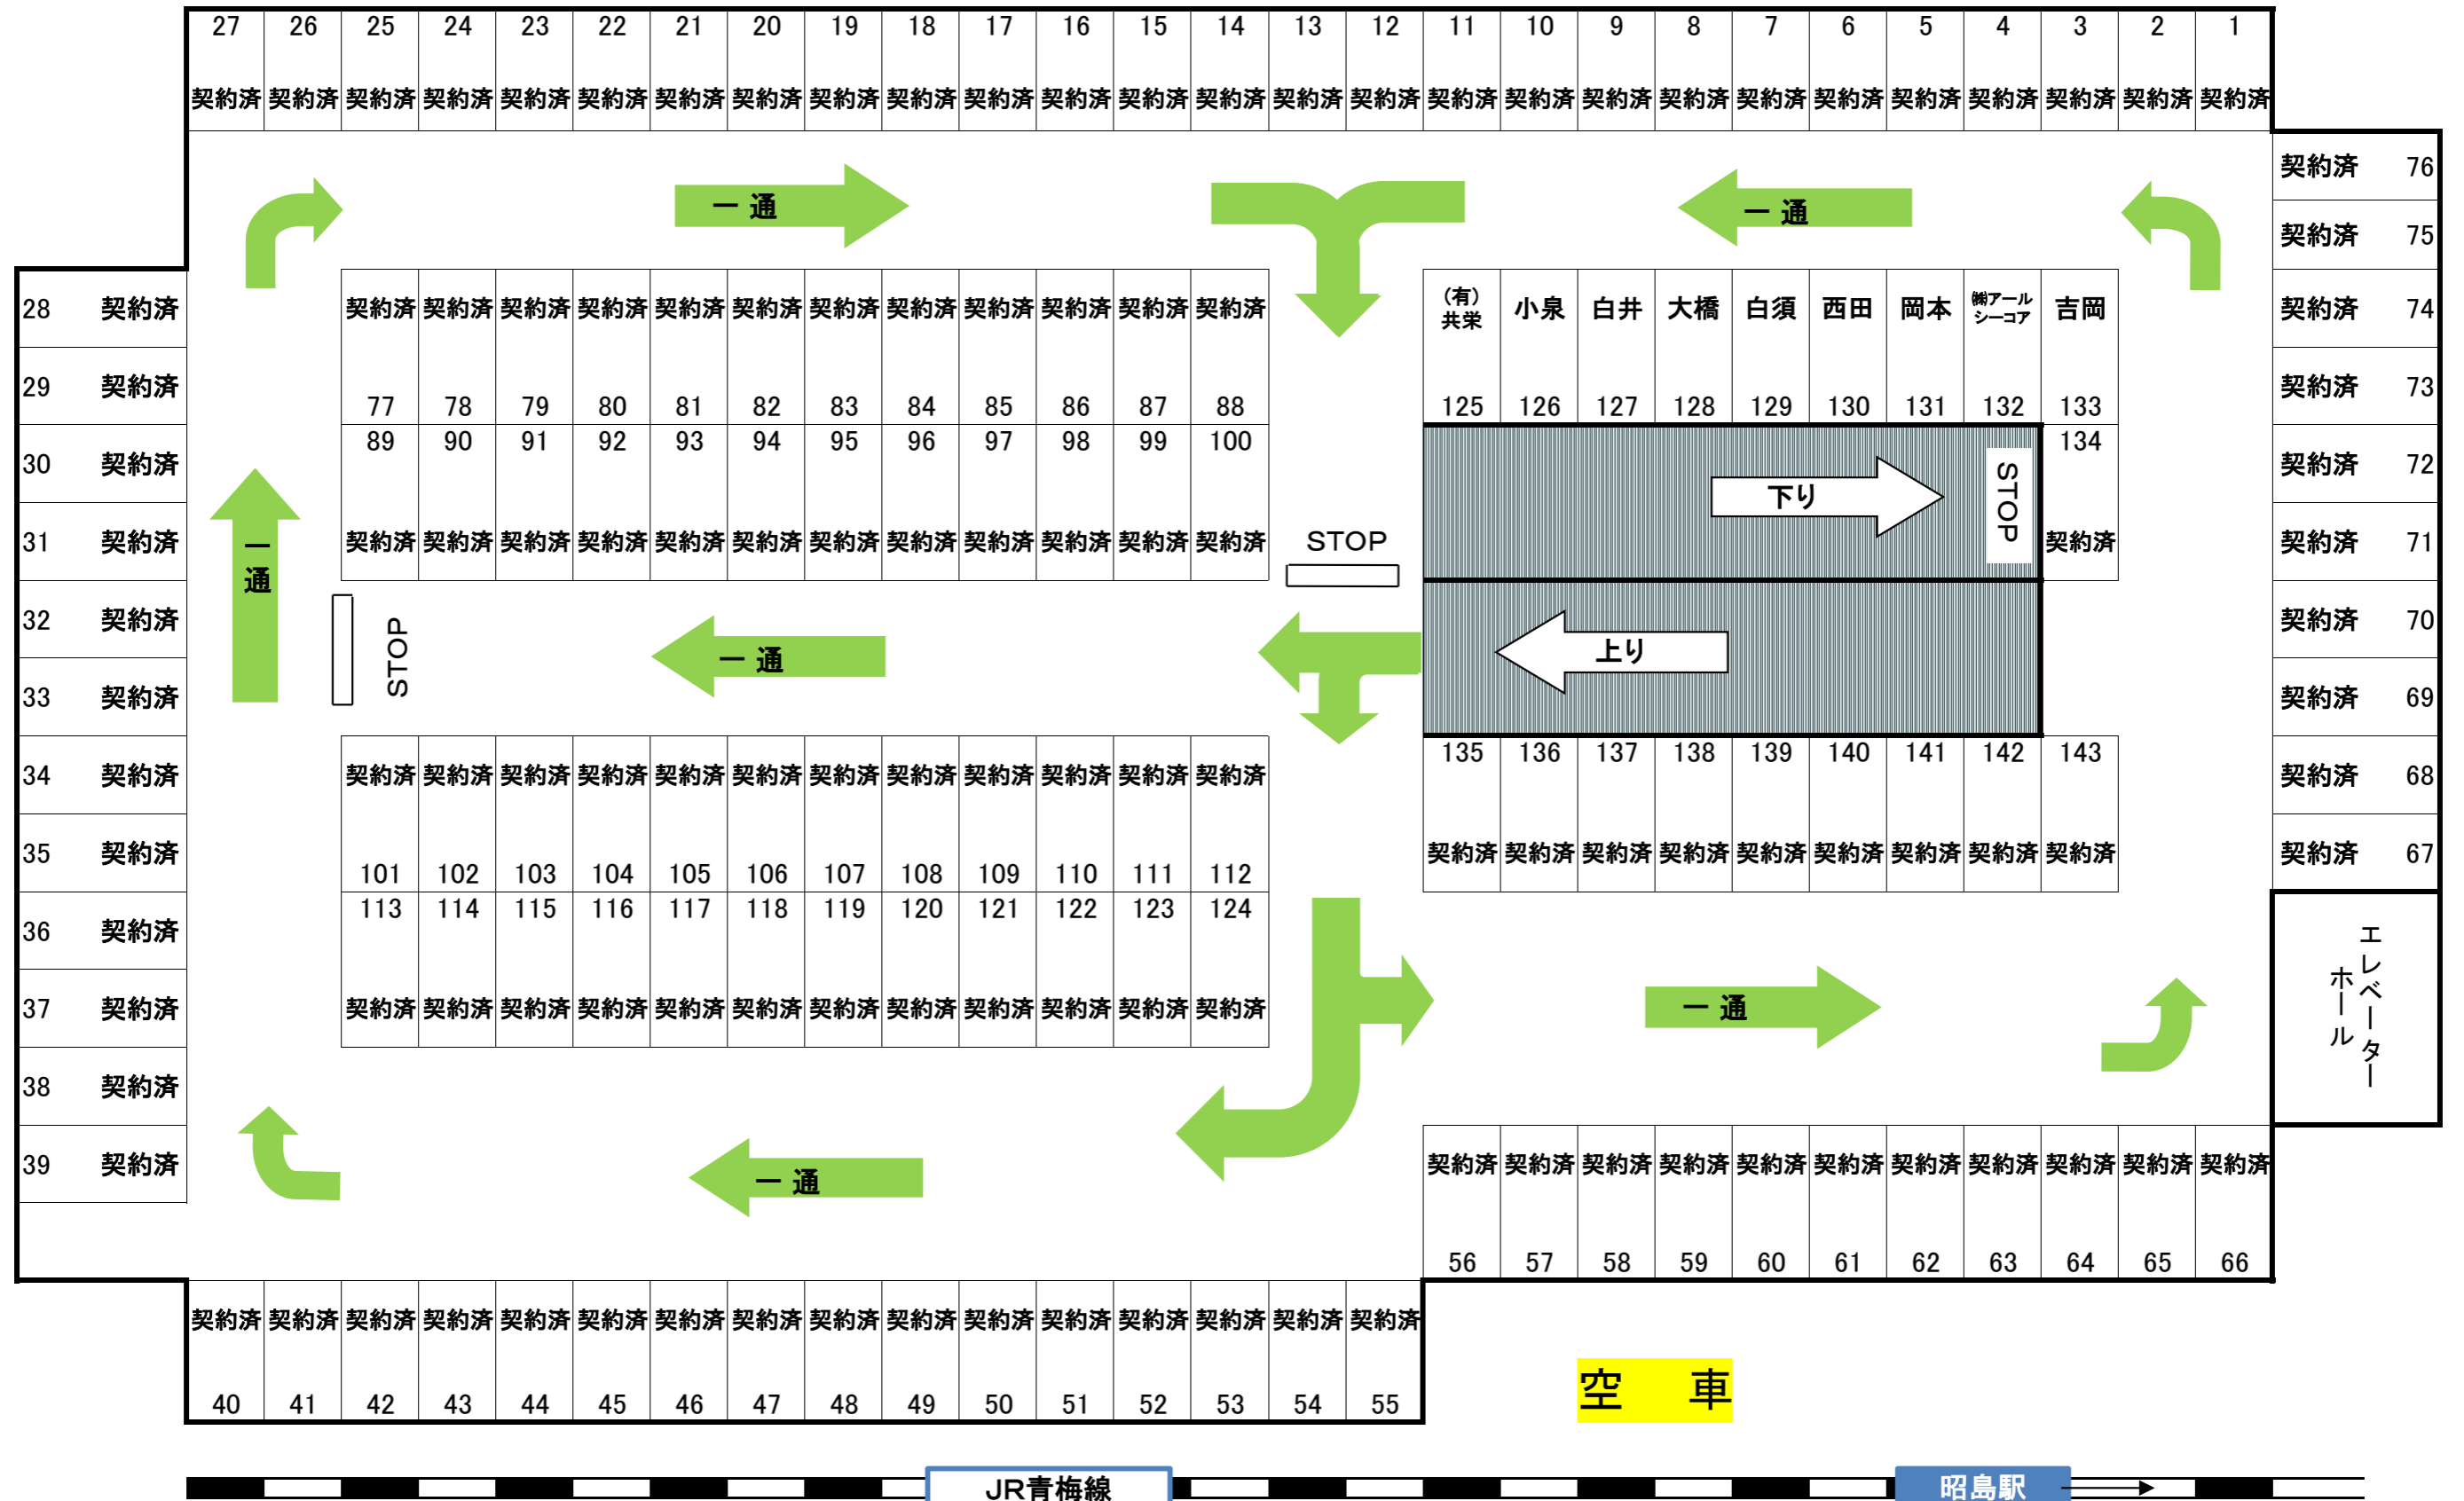 27 26 25 24 23 22 21 20 19 18 17 16 15 14 13 12 11 10 9 8 7 6 5 4 3 2 1
契約済 契約済 契約済 契約済 契約済 契約済 契約済 契約済 契約済 契約済 契約済 契約済 契約済 契約済 契約済 契約済 契約済 契約済 契約済 契約済 契約済 契約済 契約済 契約済 契約済 契約済 契約済
契約済 76
一 通 一 通
契約済 75
28 契約済 契約済 契約済 契約済 契約済 契約済 契約済 契約済 契約済 契約済 契約済 契約済 契約済 (有)共栄 小泉 白井 大橋 白須 西田 岡本 ㈱アールシーコア 吉岡 契約済 74
29 契約済 契約済 73
77 78 79 80 81 82 83 84 85 86 87 88 125 126 127 128 129 130 131 132 133
89 90 91 92 93 94 95 96 97 98 99 100 134
30 契約済 契約済 72
下り STOP
31 契約済 契約済 契約済 契約済 契約済 契約済 契約済 契約済 契約済 契約済 契約済 契約済 契約済 STOP 契約済 契約済 71
一通
32 契約済 契約済 70
STOP 一 通 上り
33 契約済 契約済 69
135 136 137 138 139 140 141 142 143
34 契約済 契約済 契約済 契約済 契約済 契約済 契約済 契約済 契約済 契約済 契約済 契約済 契約済 契約済 68
35 契約済 契約済 契約済 契約済 契約済 契約済 契約済 契約済 契約済 契約済 契約済 67
101 102 103 104 105 106 107 108 109 110 111 112
113 114 115 116 117 118 119 120 121 122 123 124
36 契約済
エレベーター
ホール
37 契約済 契約済 契約済 契約済 契約済 契約済 契約済 契約済 契約済 契約済 契約済 契約済 契約済 一 通
38 契約済
39 契約済 契約済 契約済 契約済 契約済 契約済 契約済 契約済 契約済 契約済 契約済 契約済
一 通
56 57 58 59 60 61 62 63 64 65 66
契約済 契約済 契約済 契約済 契約済 契約済 契約済 契約済 契約済 契約済 契約済 契約済 契約済 契約済 契約済 契約済
40 41 42 43 44 45 46 47 48 49 50 51 52 53 54 55
空 車
JR青梅線 昭島駅